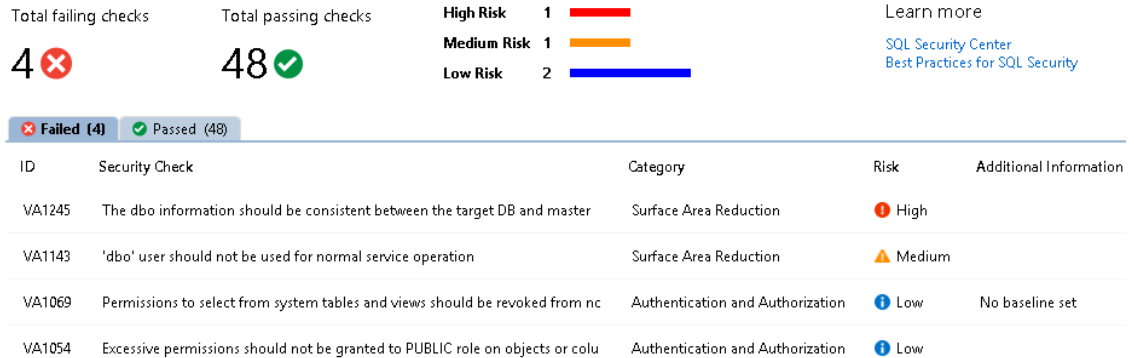 Total failing checks
Total passing checks
High Risk 1
Medium Risk 1
Low Risk 2
4
48
Learn more
SQL Security Center
Best Practices for SQL Security
Failed (4)
Passed (48)
ID Security Check Category Risk Additional Information
VA1245 The dbo information should be consistent between the target DB and master Surface Area Reduction High
VA1143 'dbo' user should not be used for normal service operation Surface Area Reduction Medium
VA1069 Permissions to select from system tables and views should be revoked from nc Authentication and Authorization Low No baseline set
VA1054 Excessive permissions should not be granted to PUBLIC role on objects or colu Authentication and Authorization Low